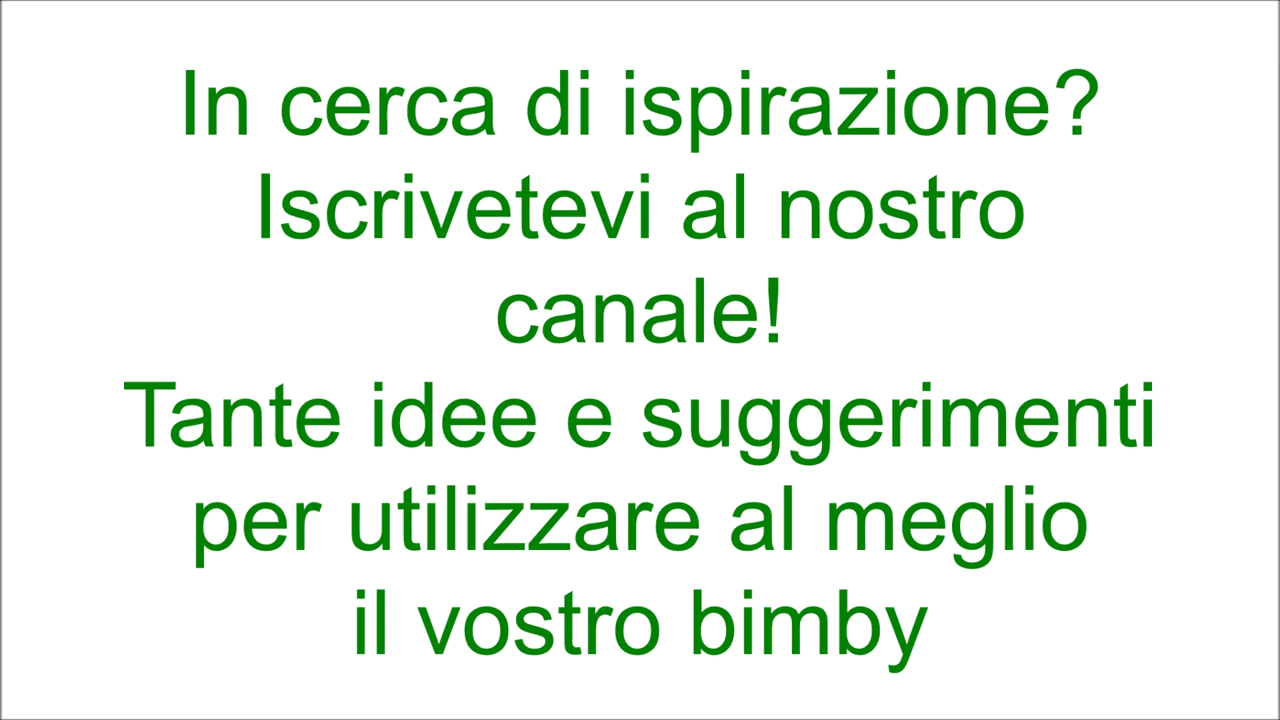 In cerca di ispirazione?
Iscrivetevi al nostro
canale!
Tante idee e suggerimenti
per utilizzare al meglio
il vostro bimby